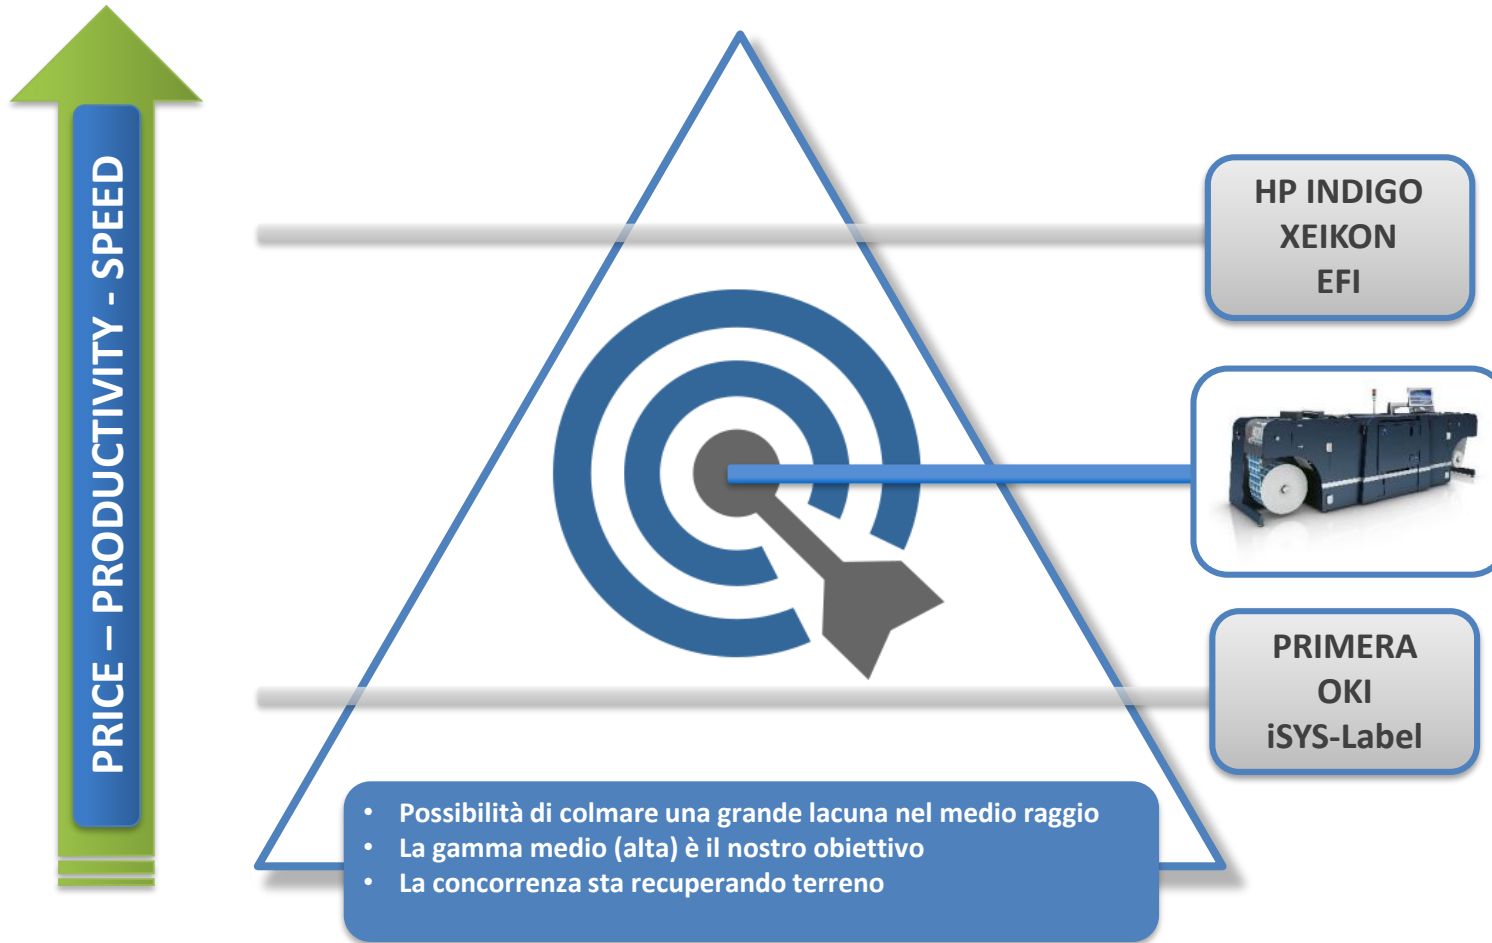 PRICE – PRODUCTIVITY - SPEED
HP INDIGO
XEIKON
EFI
PRIMERA
OKI
iSYS-Label
• Possibilità di colmare una grande lacuna nel medio raggio
• La gamma medio (alta) è il nostro obiettivo
• La concorrenza sta recuperando terreno